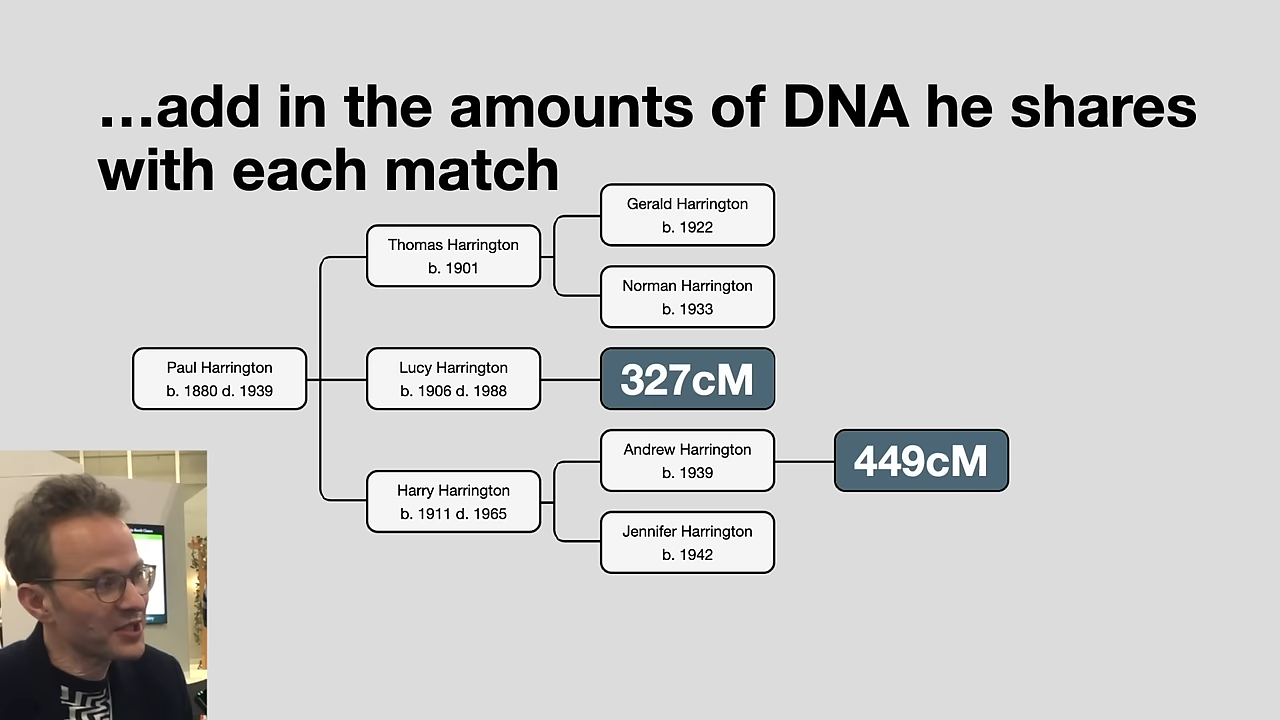 ...add in the amounts of DNA he shares
with each match
Gerald Harrington
b. 1922
Thomas Harrington
b. 1901
Norman Harrington
b. 1933
Paul Harrington
b. 1880 d. 1939
Lucy Harrington
b. 1906 d. 1988
327cM
Andrew Harrington
b. 1939
449cM
Harry Harrington
b. 1911 d. 1965
Jennifer Harrington
b. 1942